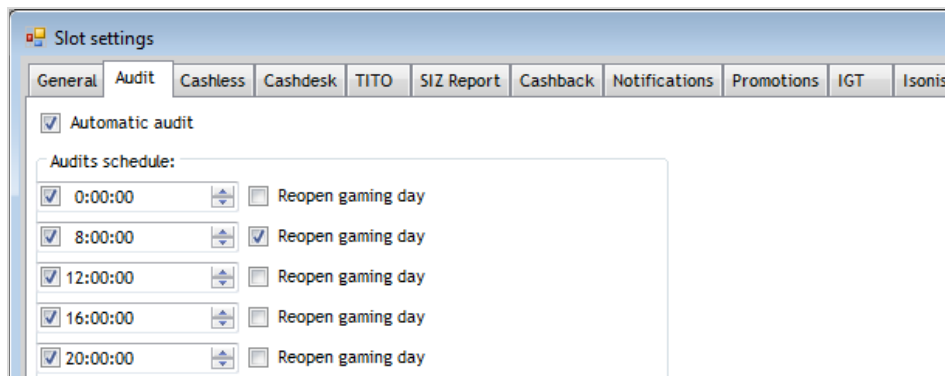 Slot settings
General Audit Cashless Cashdesk TITO SIZ Report Cashback Notifications Promotions IGT
Automatic audit
Audits schedule:
0:00:00 Reopen gaming day
8:00:00 Reopen gaming day
12:00:00 Reopen gaming day
16:00:00 Reopen gaming day
20:00:00 Reopen gaming day